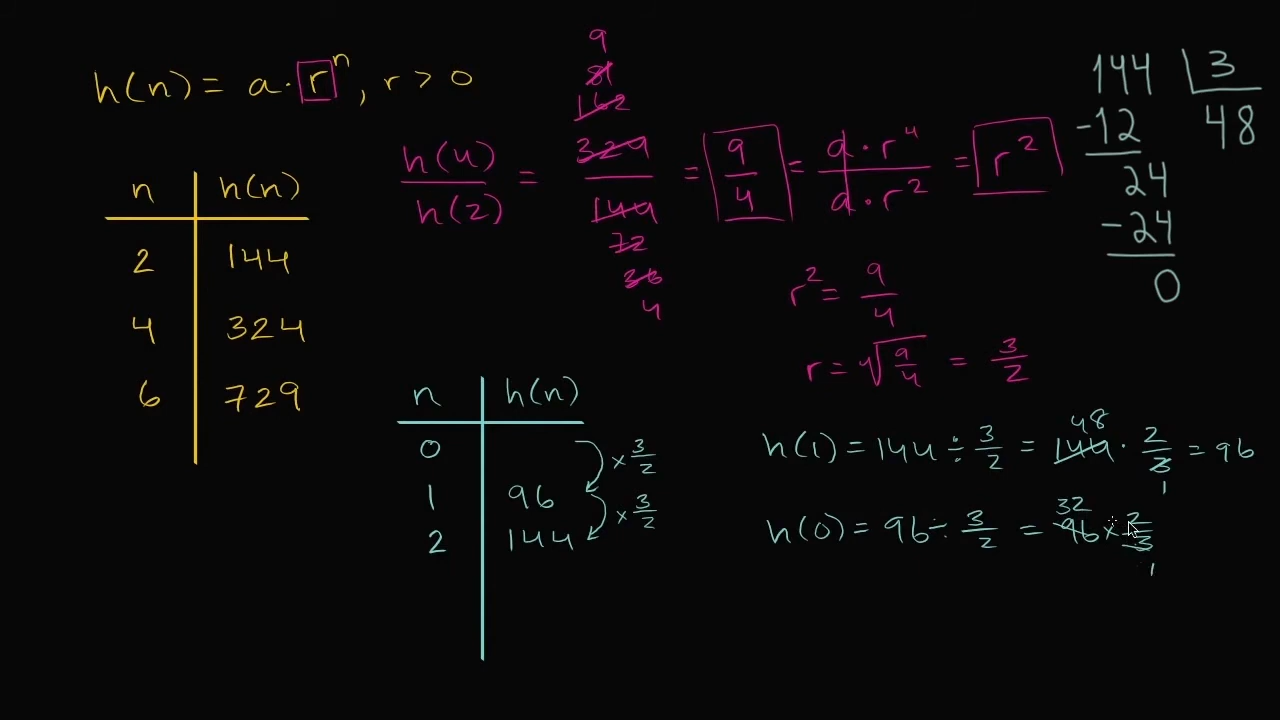 h(n) = a · r^n, r > 0
n | h(n)
2 | 144
4 | 324
6 | 729
h(4)/h(2) = 324/144 = 9/4 = a · r^4 / a · r^2 = r^2
9
81
162
324
144
72
36
4
r^2 = 9/4
r = √(9/4) = 3/2
144 | 3
-12 48
24
-24
0
n | h(n)
0
1 | 96
2 | 144
× 3/2
× 3/2
h(1) = 144 ÷ 3/2 = 144 · 2/3 = 96
48
1
h(0) = 96 ÷ 3/2 = 96 × 2/3
32
1